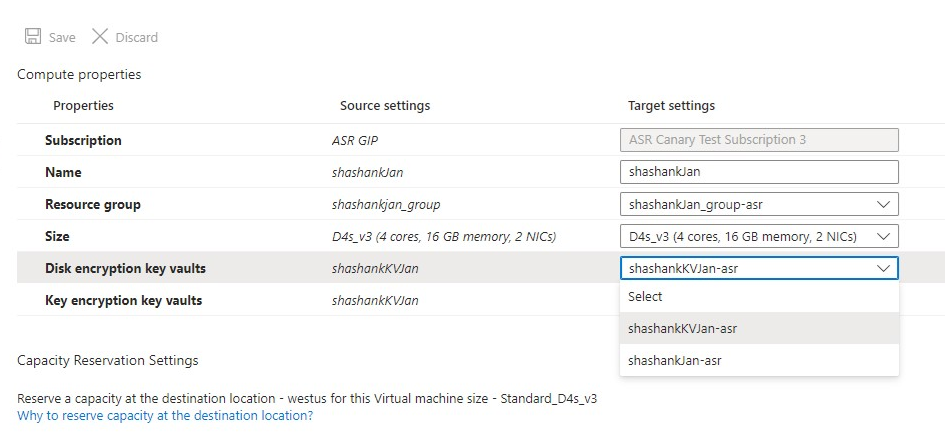 Save Discard
Compute properties
Properties Source settings Target settings
Subscription ASR GIP ASR Canary Test Subscription 3
Name shashankJan shashankJan
Resource group shashankjan_group shashankJan_group-asr
Size D4s_v3 (4 cores, 16 GB memory, 2 NICs) D4s_v3 (4 cores, 16 GB memory, 2 NICs)
Disk encryption key vaults shashankKVJan shashankKVJan-asr
Select
Key encryption key vaults shashankKVJan
shashankKVJan-asr
shashankJan-asr
Capacity Reservation Settings
Reserve a capacity at the destination location - westus for this Virtual machine size - Standard_D4s_v3
Why to reserve capacity at the destination location?